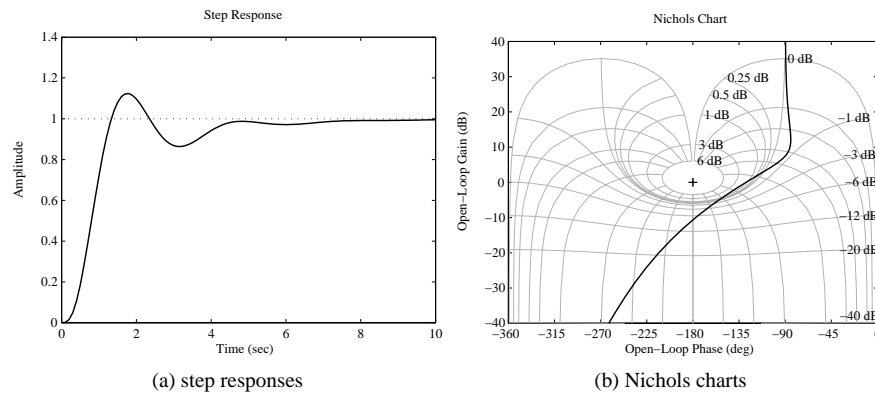 Step Response
1.4
1.2
1
0.8
0.6
0.4
0.2
0
Amplitude
0 2 4 6 8 10
Time (sec)
(a) step responses
Nichols Chart
40
30
20
10
0
−10
−20
−30
−40
Open−Loop Gain (dB)
0 dB
0.25 dB
0.5 dB
1 dB
−1 dB
3 dB
−3 dB
6 dB
−6 dB
−12 dB
−20 dB
−40 dB
−360 −315 −270 −225 −180 −135 −90 −45
Open−Loop Phase (deg)
(b) Nichols charts